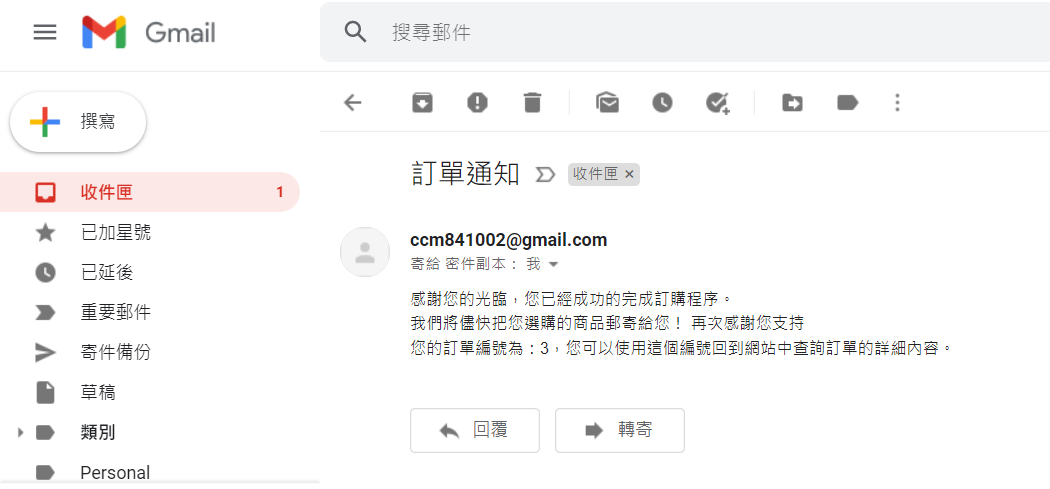 Gmail
搜尋郵件
撰寫
收件匣 1
已加星號
已延後
重要郵件
寄件備份
草稿
類別
Personal
訂單通知 收件匣 ×
ccm841002@gmail.com
寄給 密件副本： 我
感謝您的光臨，您已經成功的完成訂購程序。
我們將儘快把您選購的商品郵寄給您！ 再次感謝您支持
您的訂單編號為：3，您可以使用這個編號回到網站中查詢訂單的詳細內容。
回覆
轉寄